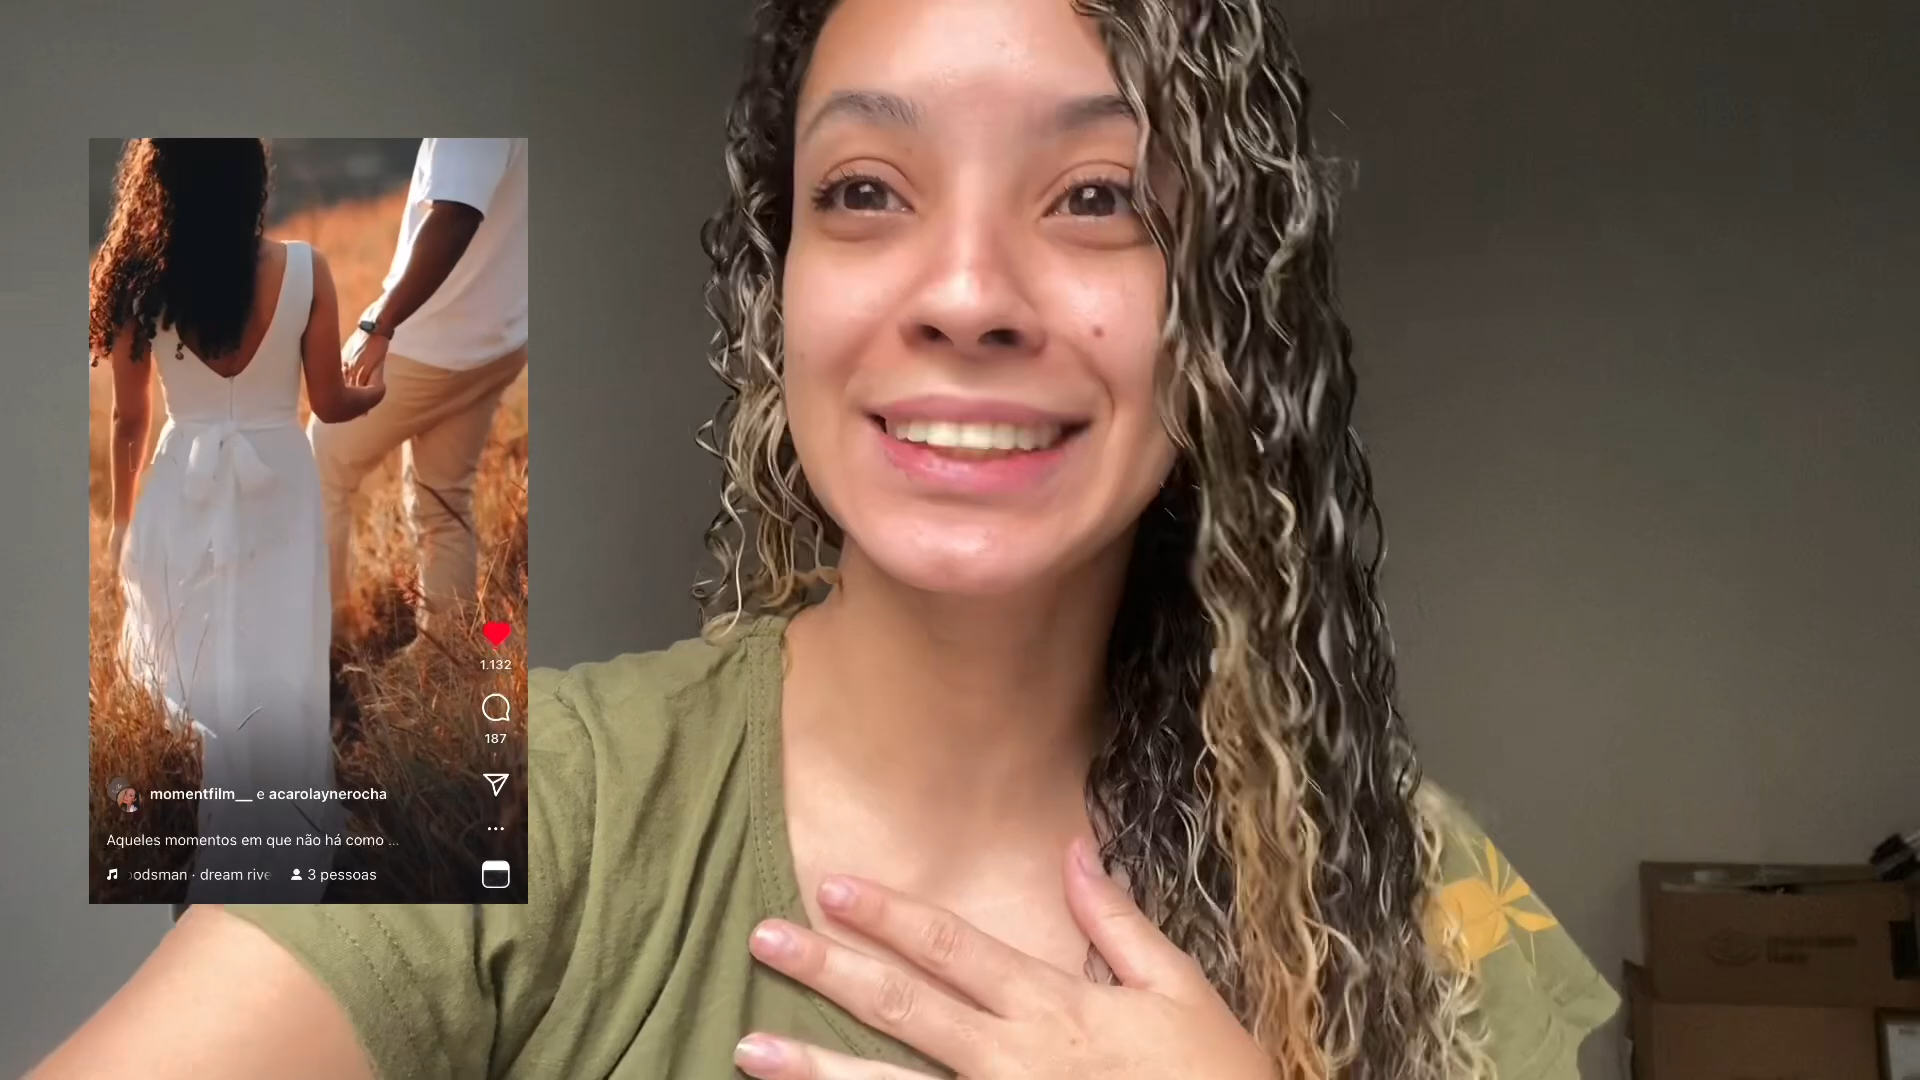 1.132
187
momentfilm__ e acarolaynerocha
Aqueles momentos em que não há como ...
odsman · dream rive
3 pessoas